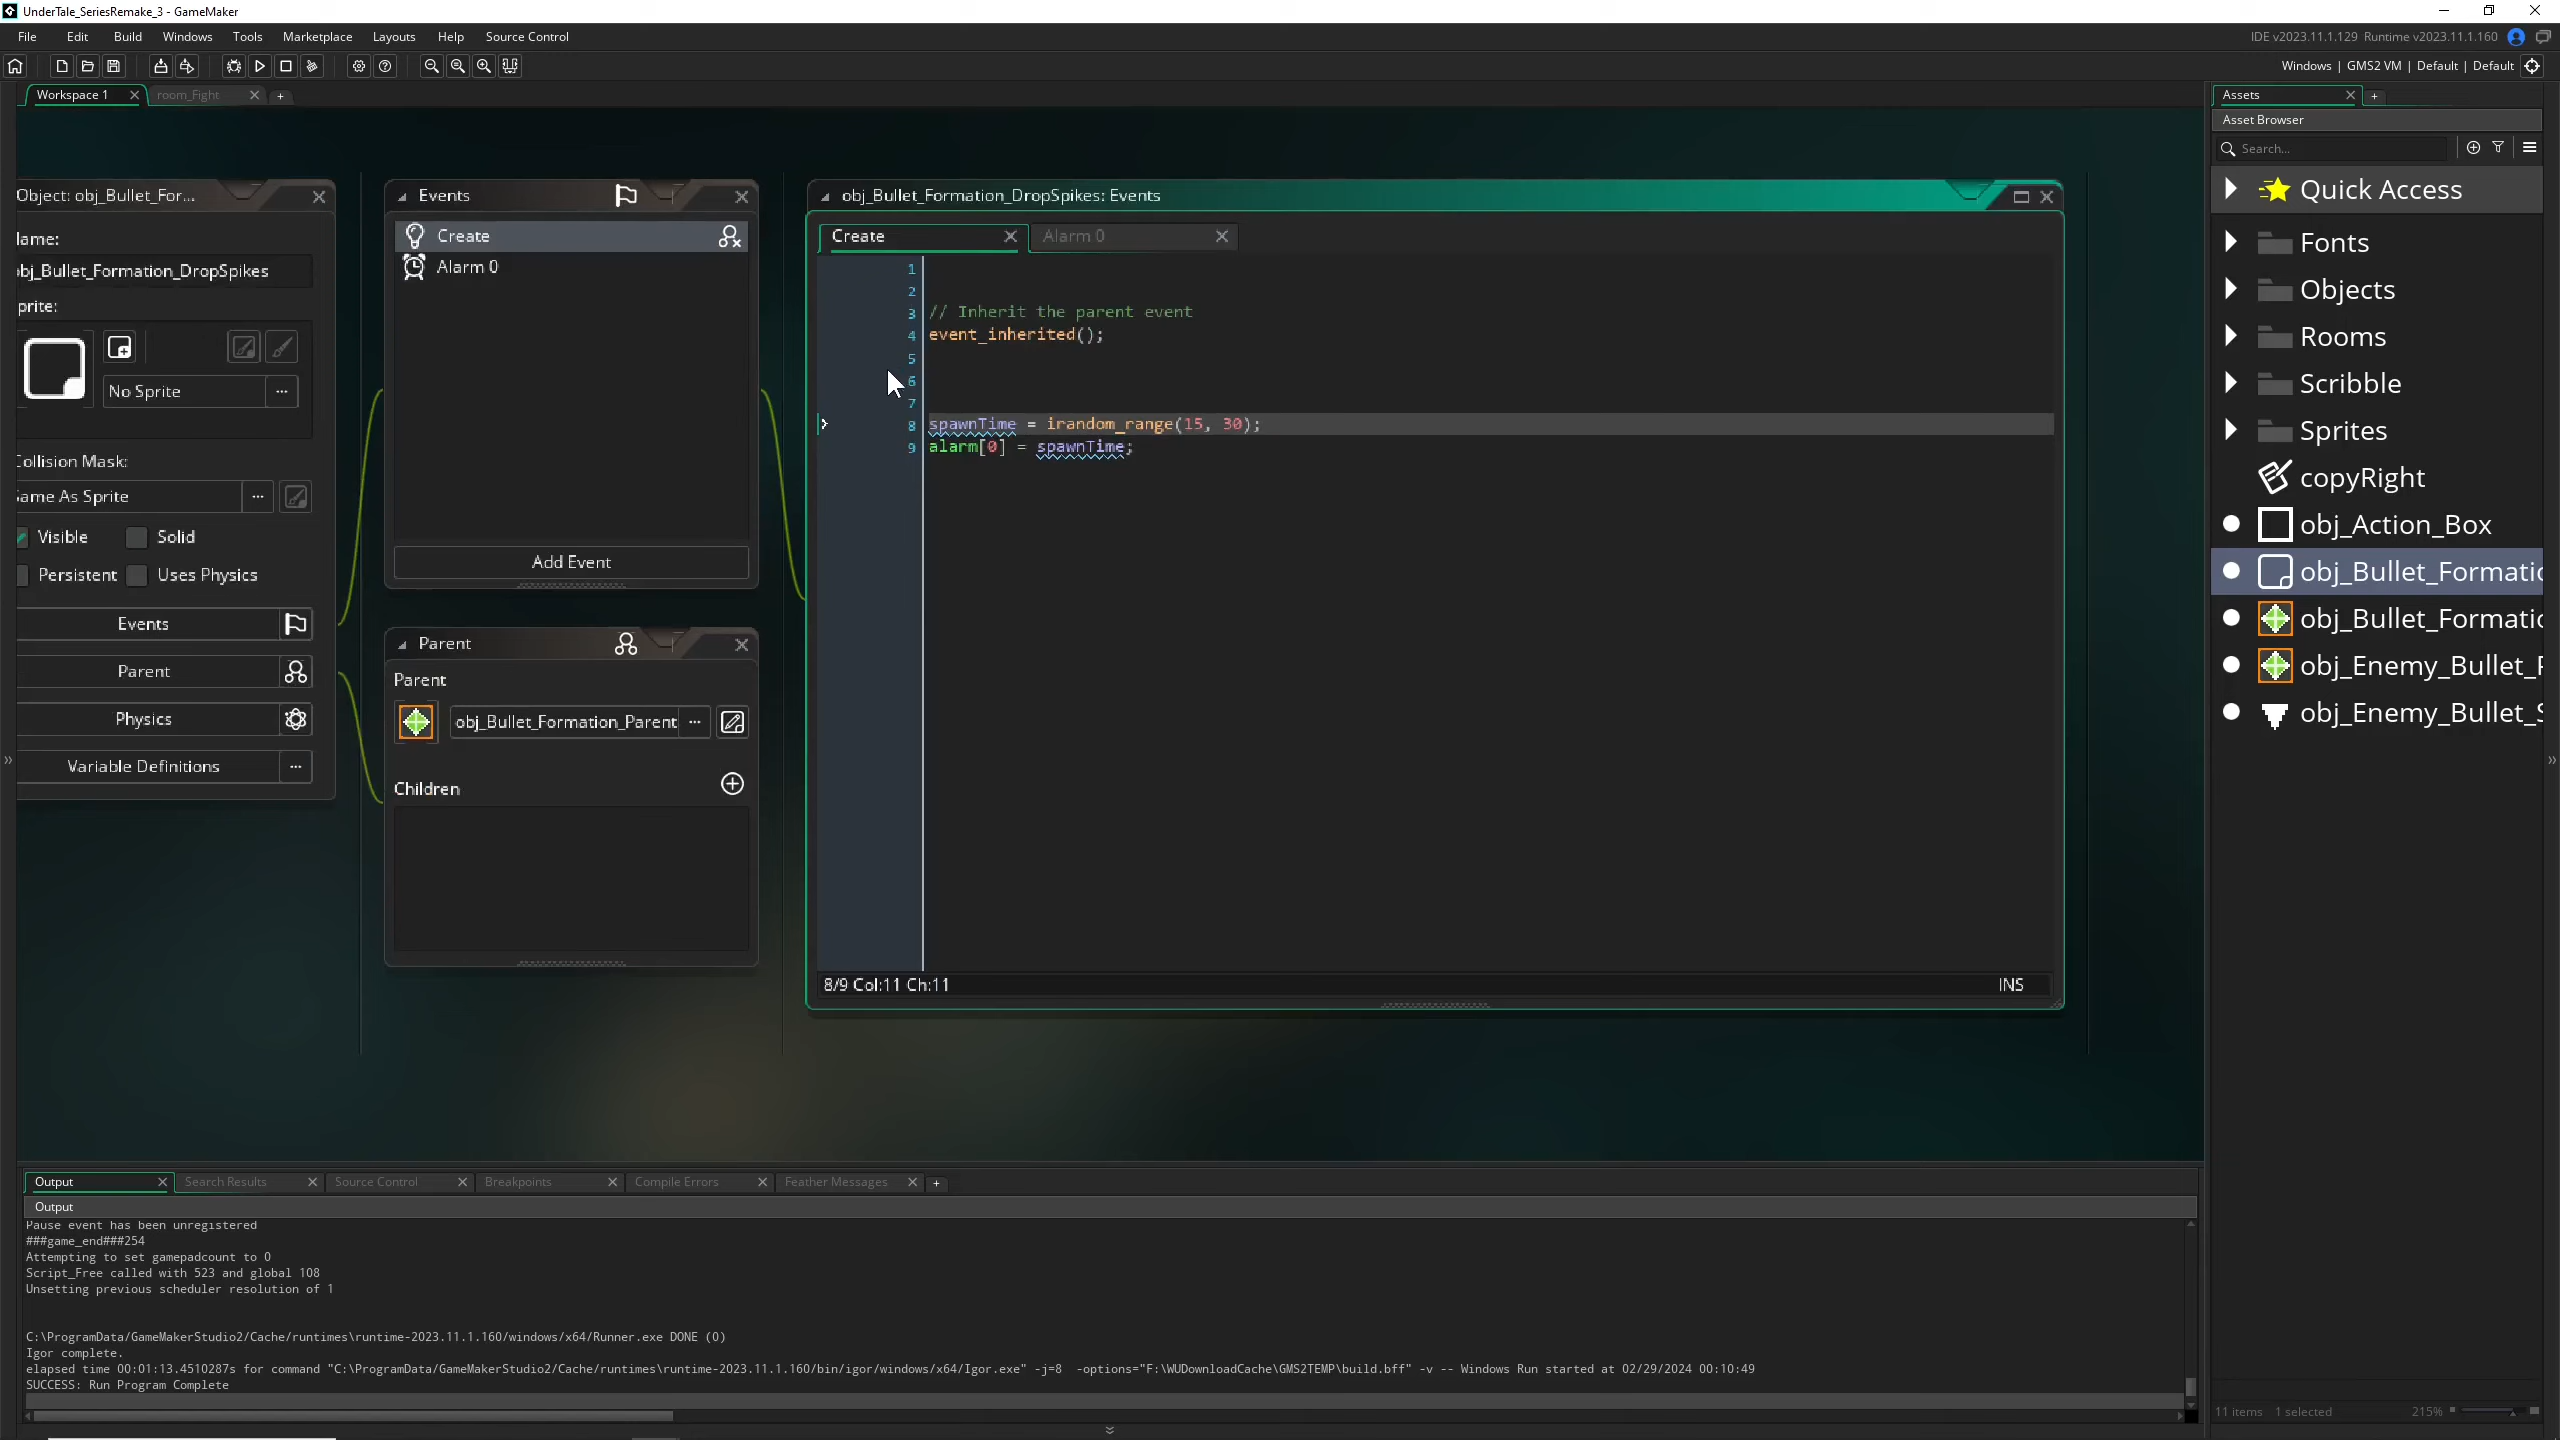 UnderTale_SeriesRemake_3 - GameMaker
File Edit Build Windows Tools Marketplace Layouts Help Source Control
IDE v2023.11.1.129 Runtime v2023.11.1.160
Windows | GMS2 VM | Default | Default
Workspace 1
room_Fight
Assets
Asset Browser
Search...
Quick Access
Fonts
Objects
Rooms
Scribble
Sprites
copyRight
obj_Action_Box
obj_Bullet_Formatic
obj_Bullet_Formatic
obj_Enemy_Bullet_P
obj_Enemy_Bullet_S
11 items 1 selected 215%
Object: obj_Bullet_For...
lame:
obj_Bullet_Formation_DropSpikes
prite:
No Sprite
Collision Mask:
Same As Sprite
Visible Solid
Persistent Uses Physics
Events
Parent
Physics
Variable Definitions
Events
Create
Alarm 0
Add Event
Parent
Parent
obj_Bullet_Formation_Parent
Children
obj_Bullet_Formation_DropSpikes: Events
Create
Alarm 0
1
2
3 // Inherit the parent event
4 event_inherited();
5
6
7
8 spawnTime = irandom_range(15, 30);
9 alarm[0] = spawnTime;
8/9 Col:11 Ch:11
INS
Output
Search Results
Source Control
Breakpoints
Compile Errors
Feather Messages
Output
Pause event has been unregistered
###game_end###254
Attempting to set gamepadcount to 0
Script_Free called with 523 and global 108
Unsetting previous scheduler resolution of 1
C:\ProgramData/GameMakerStudio2/Cache/runtimes\runtime-2023.11.1.160/windows/x64/Runner.exe DONE (0)
Igor complete.
elapsed time 00:01:13.4510287s for command "C:\ProgramData/GameMakerStudio2/Cache/runtimes\runtime-2023.11.1.160/bin/igor/windows/x64/Igor.exe" -j=8 -options="F:\WUDownloadCache\GMS2TEMP\build.bff" -v -- Windows Run started at 02/29/2024 00:10:49
SUCCESS: Run Program Complete